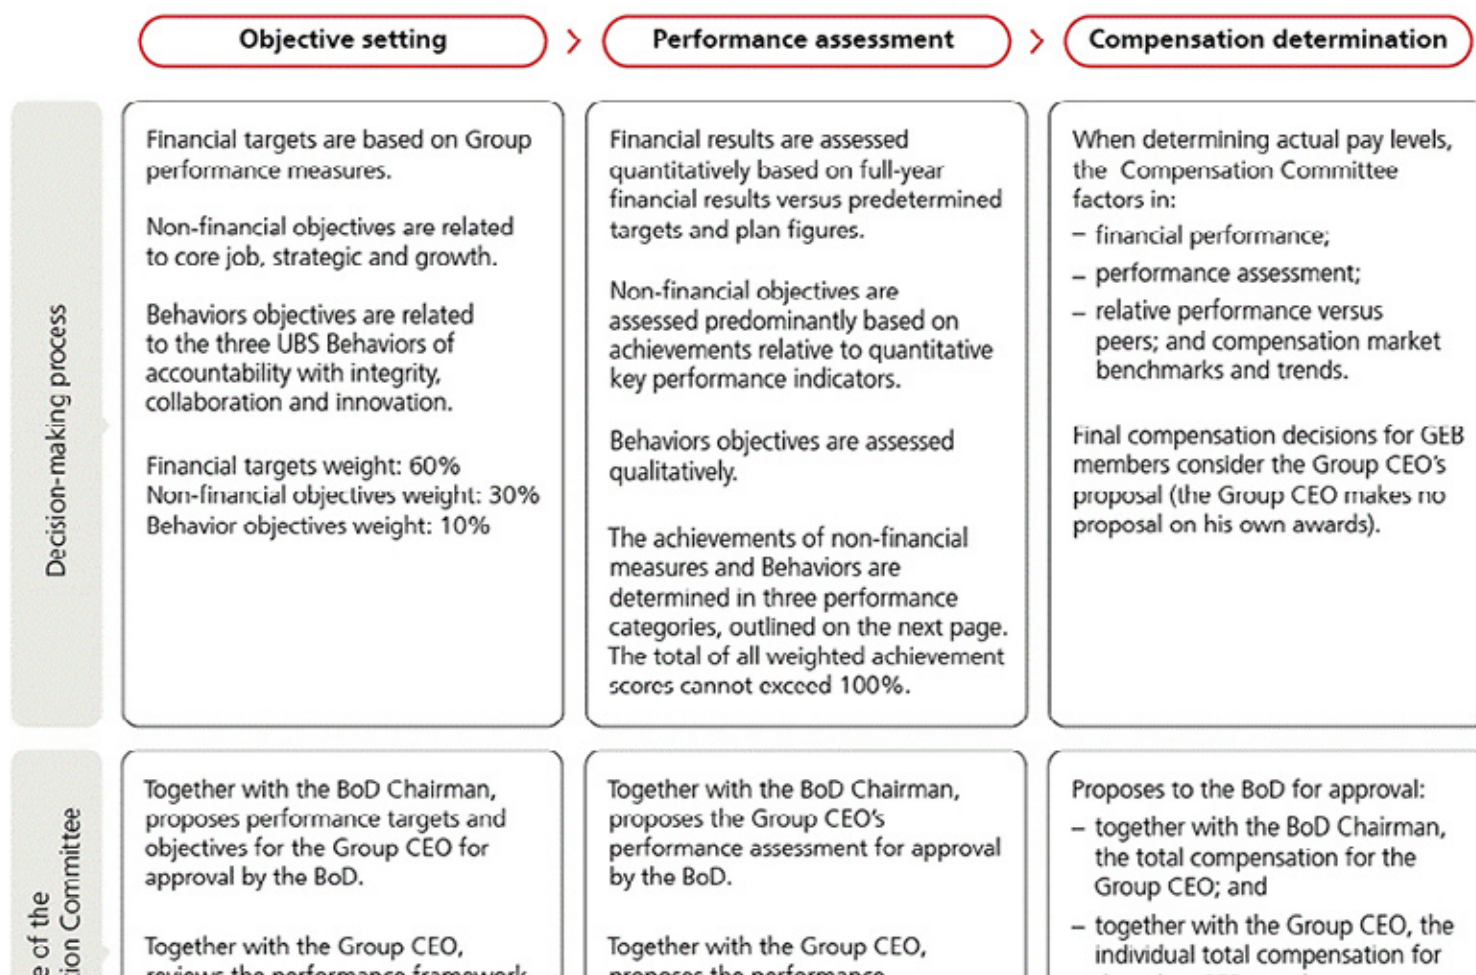 Objective setting
Performance assessment
Compensation determination
Decision-making process
Financial targets are based on Group
performance measures.
Non-financial objectives are related
to core job, strategic and growth.
Behaviors objectives are related
to the three UBS Behaviors of
accountability with integrity,
collaboration and innovation.
Financial targets weight: 60%
Non-financial objectives weight: 30%
Behavior objectives weight: 10%
Financial results are assessed
quantitatively based on full-year
financial results versus predetermined
targets and plan figures.
Non-financial objectives are
assessed predominantly based on
achievements relative to quantitative
key performance indicators.
Behaviors objectives are assessed
qualitatively.
The achievements of non-financial
measures and Behaviors are
determined in three performance
categories, outlined on the next page.
The total of all weighted achievement
scores cannot exceed 100%.
When determining actual pay levels,
the Compensation Committee
factors in:
– financial performance;
– performance assessment;
– relative performance versus
peers; and compensation market
benchmarks and trends.
Final compensation decisions for GEB
members consider the Group CEO's
proposal (the Group CEO makes no
proposal on his own awards).
of the
Committee
Together with the BoD Chairman,
proposes performance targets and
objectives for the Group CEO for
approval by the BoD.
Together with the Group CEO,
reviews the performance framework
Together with the BoD Chairman,
proposes the Group CEO's
performance assessment for approval
by the BoD.
Together with the Group CEO,
proposes the performance
Proposes to the BoD for approval:
– together with the BoD Chairman,
the total compensation for the
Group CEO; and
– together with the Group CEO, the
individual total compensation for